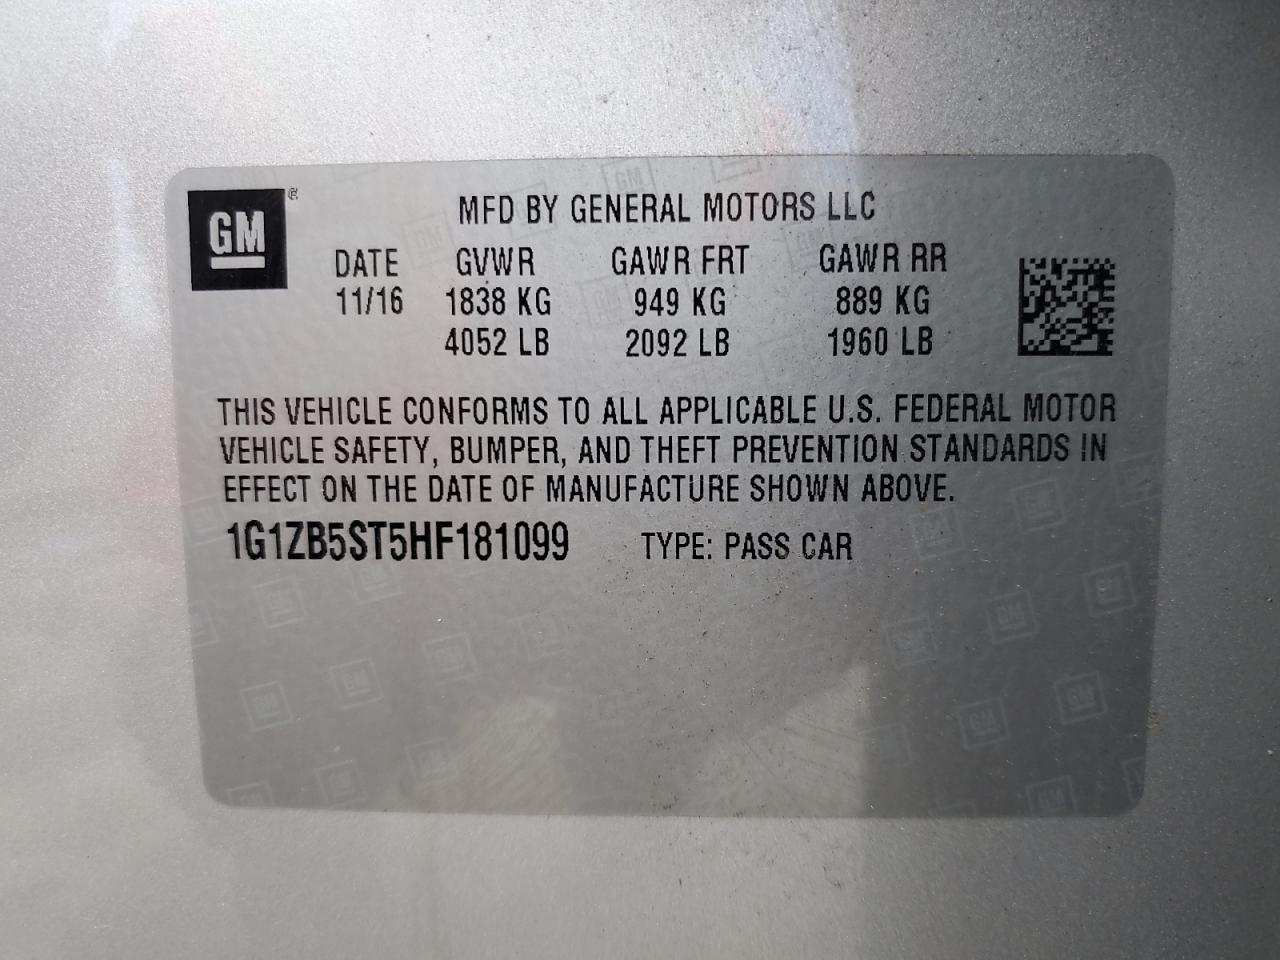 GM
MFD BY GENERAL MOTORS LLC
DATE GVWR GAWR FRT GAWR RR
11/16 1838 KG 949 KG 889 KG
4052 LB 2092 LB 1960 LB
THIS VEHICLE CONFORMS TO ALL APPLICABLE U.S. FEDERAL MOTOR
VEHICLE SAFETY, BUMPER, AND THEFT PREVENTION STANDARDS IN
EFFECT ON THE DATE OF MANUFACTURE SHOWN ABOVE.
1G1ZB5ST5HF181099 TYPE: PASS CAR